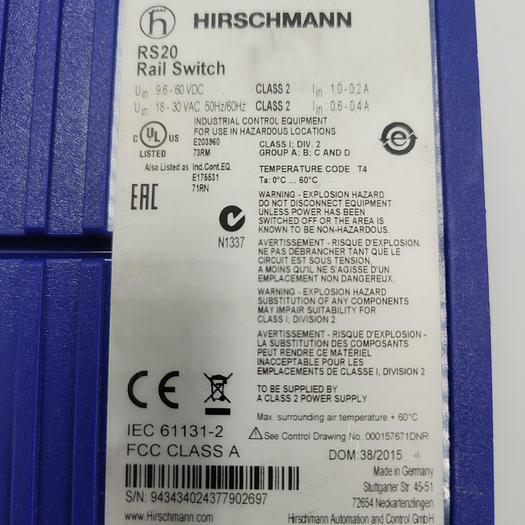 HIRSCHMANN
RS20
Rail Switch
Uin: 9,6 - 60 VDC CLASS 2 Iin: 1,0 - 0,2 A
Uin: 18 - 30 VAC 50Hz/60Hz CLASS 2 Iin: 0,6 - 0,4 A
INDUSTRIAL CONTROL EQUIPMENT
FOR USE IN HAZARDOUS LOCATIONS
C UL US
LISTED
E203960
73RM
CLASS I; DIV. 2
GROUP A; B; C AND D
Also Listed as Ind.Cont.EQ.
E175531
71RN
TEMPERATURE CODE T4
Ta: 0°C ... 60°C
EAC
N1337
WARNING - EXPLOSION HAZARD
DO NOT DISCONNECT EQUIPMENT
UNLESS POWER HAS BEEN
SWITCHED OFF OR THE AREA IS
KNOWN TO BE NON-HAZARDOUS.
AVERTISSEMENT - RISQUE D'EXPLOSION.
NE PAS DÉBRANCHER TANT QUE LE
CIRCUIT EST SOUS TENSION,
A MOINS QU'IL NE S'AGISSE D'UN
EMPLACEMENT NON DANGEREUX.
WARNING - EXPLOSION HAZARD
SUBSTITUTION OF ANY COMPONENTS
MAY IMPAIR SUITABILITY FOR
CLASS I; DIVISION 2.
AVERTISSEMENT - RISQUE D'EXPLOSION -
LA SUBSTITUTION DES COMPOSANTS
PEUT RENDRE CE MATERIEL
INACCEPTABLE POUR LES
EMPLACEMENTS DE CLASSE I, DIVISION 2
TO BE SUPPLIED BY
A CLASS 2 POWER SUPPLY
Max. surrounding air temperature + 60°C
CE
IEC 61131-2
FCC CLASS A
See Control Drawing No. 000157671DNR
DOM: 38/2015
Made in Germany
Stuttgarter Str. 45-51
72654 Neckartenzlingen
S/N: 943434024377902697
www.Hirschmann.com Hirschmann Automation and Control GmbH